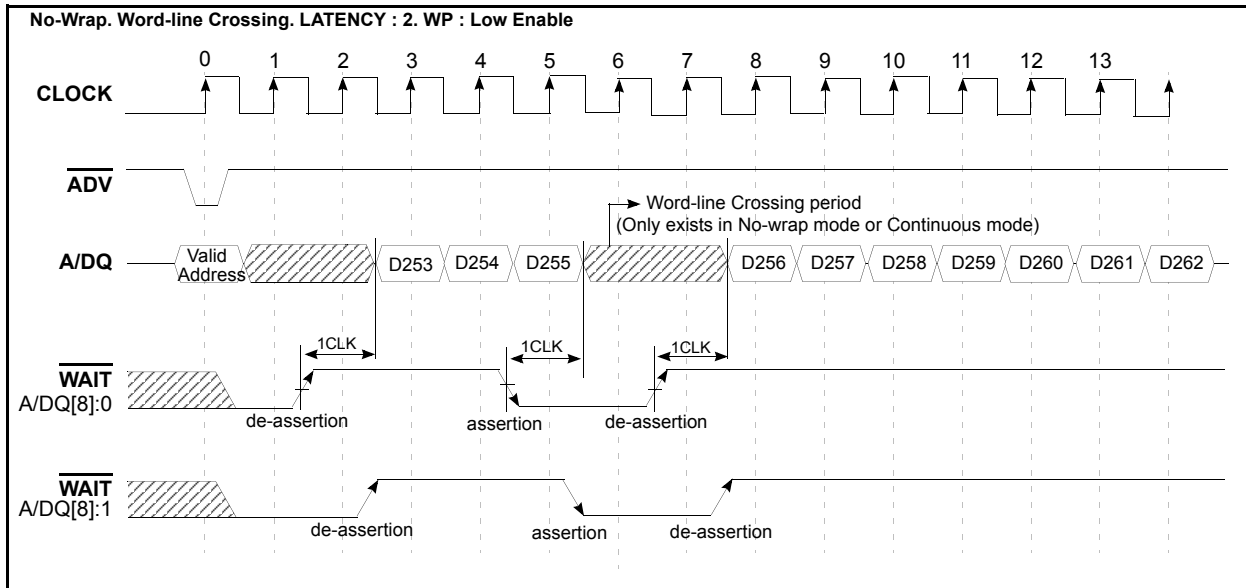 No-Wrap. Word-line Crossing. LATENCY : 2. WP : Low Enable
0 1 2 3 4 5 6 7 8 9 10 11 12 13
CLOCK
ADV
Word-line Crossing period
(Only exists in No-wrap mode or Continuous mode)
A/DQ
Valid
Address
D253 D254 D255 D256 D257 D258 D259 D260 D261 D262
1CLK 1CLK 1CLK
WAIT
A/DQ[8]:0
de-assertion assertion de-assertion
WAIT
A/DQ[8]:1
de-assertion assertion de-assertion